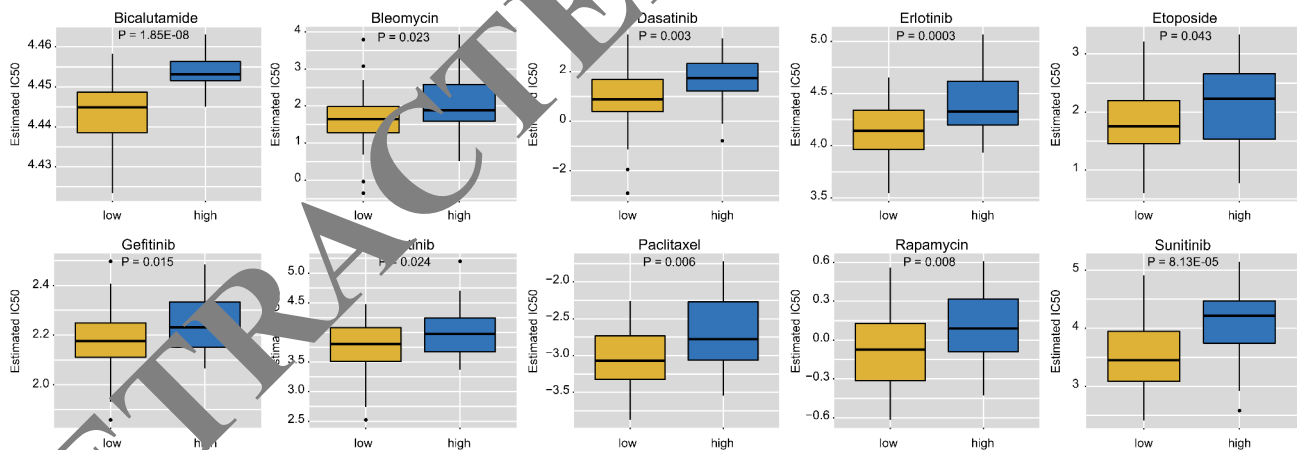 Bicalutamide
P = 1.85E-08
Estimated IC50
4.46
4.45
4.44
4.43
low high
Bleomycin
P = 0.023
Estimated IC50
4
3
2
1
0
low high
Dasatinib
P = 0.003
Estimated IC50
2
0
−2
low high
Erlotinib
P = 0.0003
Estimated IC50
5.0
4.5
4.0
3.5
low high
Etoposide
P = 0.043
Estimated IC50
3
2
1
low high
Gefitinib
P = 0.015
Estimated IC50
2.4
2.2
2.0
low high
P = 0.024
5.0
4.5
3.5
3.0
2.5
low high
Paclitaxel
P = 0.006
Estimated IC50
−2.0
−2.5
−3.0
−3.5
low high
Rapamycin
P = 0.008
Estimated IC50
0.6
0.3
0.0
−0.3
−0.6
low high
Sunitinib
P = 8.13E-05
Estimated IC50
5
4
3
low high